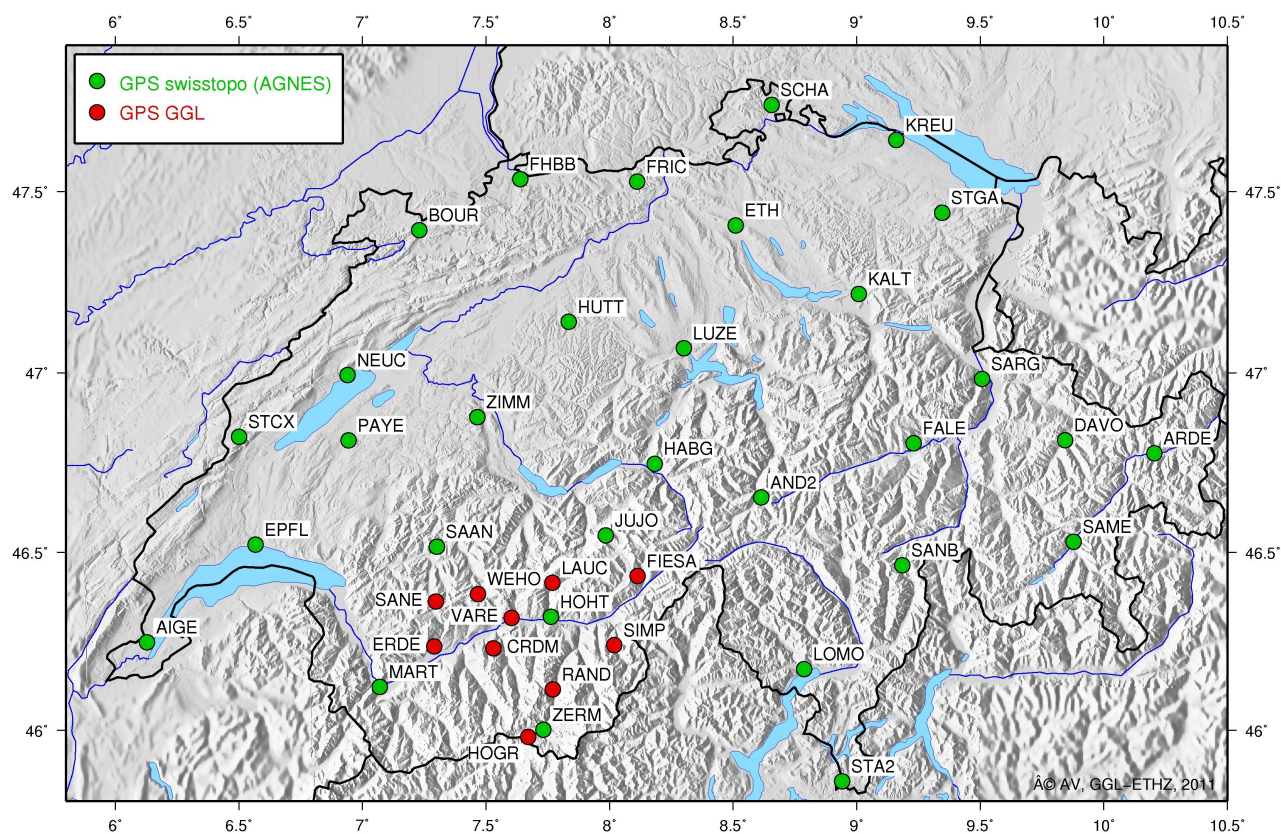 6˚ 6.5˚ 7˚ 7.5˚ 8˚ 8.5˚ 9˚ 9.5˚ 10˚ 10.5˚
GPS swisstopo (AGNES)
GPS GGL
SCHA
KREU
FHBB
FRIC
47.5˚ 47.5˚
STGA
ETH
BOUR
KALT
HUTT
LUZE
NEUC
SARG
47˚ 47˚
ZIMM
STCX
PAYE
FALE
DAVO
ARDE
HABG
AND2
EPFL
SAAN
JUJO
SAME
46.5˚ 46.5˚
SANB
FIESA
LAUC
WEHO
SANE
VARE
HOHT
AIGE
SIMP
ERDE
CRDM
LOMO
MART
RAND
ZERM
46˚ 46˚
HOGR
STA2
Â© AV, GGL−ETHZ, 2011
6˚ 6.5˚ 7˚ 7.5˚ 8˚ 8.5˚ 9˚ 9.5˚ 10˚ 10.5˚